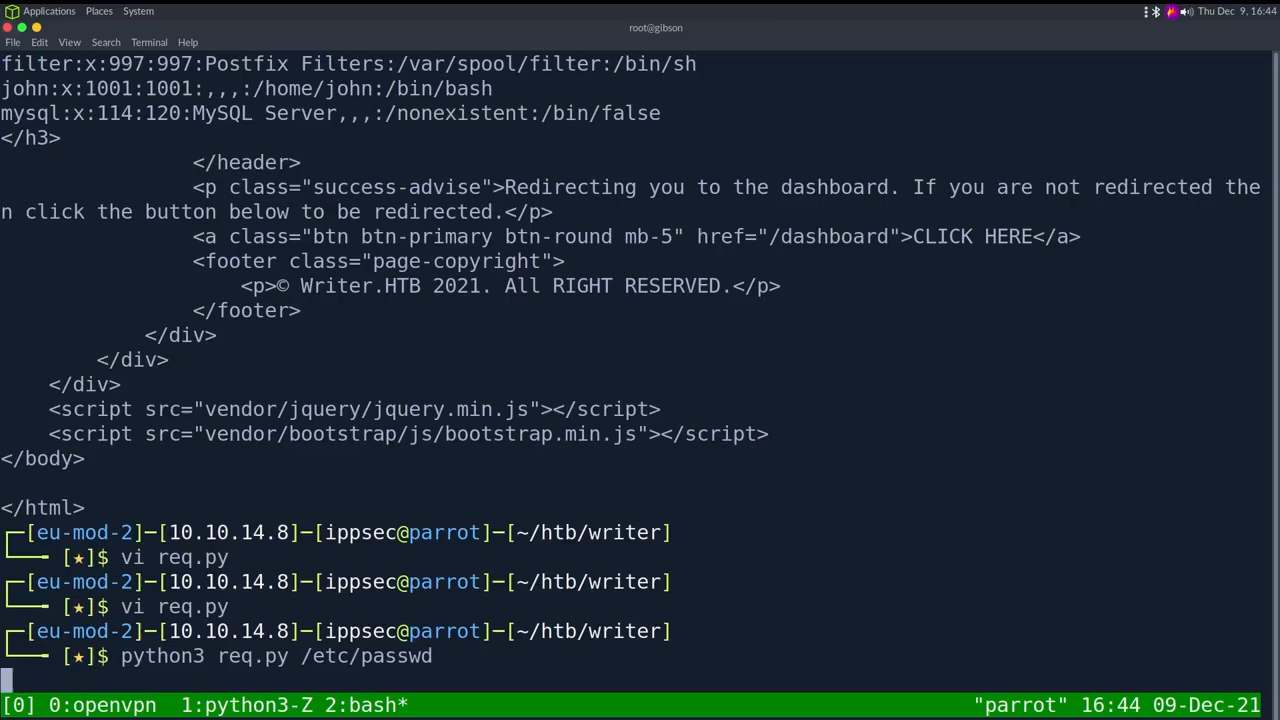 Applications Places System
Thu Dec 9, 16:44
root@gibson
File Edit View Search Terminal Help
filter:x:997:997:Postfix Filters:/var/spool/filter:/bin/sh
john:x:1001:1001:,,,:/home/john:/bin/bash
mysql:x:114:120:MySQL Server,,,:/nonexistent:/bin/false
</h3>
                </header>
                <p class="success-advise">Redirecting you to the dashboard. If you are not redirected the
n click the button below to be redirected.</p>
                <a class="btn btn-primary btn-round mb-5" href="/dashboard">CLICK HERE</a>
                <footer class="page-copyright">
                    <p>© Writer.HTB 2021. All RIGHT RESERVED.</p>
                </footer>
            </div>
        </div>
    </div>
    <script src="vendor/jquery/jquery.min.js"></script>
    <script src="vendor/bootstrap/js/bootstrap.min.js"></script>
</body>
</html>
┌─[eu-mod-2]─[10.10.14.8]─[ippsec@parrot]─[~/htb/writer]
└──╼ [★]$ vi req.py
┌─[eu-mod-2]─[10.10.14.8]─[ippsec@parrot]─[~/htb/writer]
└──╼ [★]$ vi req.py
┌─[eu-mod-2]─[10.10.14.8]─[ippsec@parrot]─[~/htb/writer]
└──╼ [★]$ python3 req.py /etc/passwd
[0] 0:openvpn  1:python3-Z 2:bash*
"parrot" 16:44 09-Dec-21